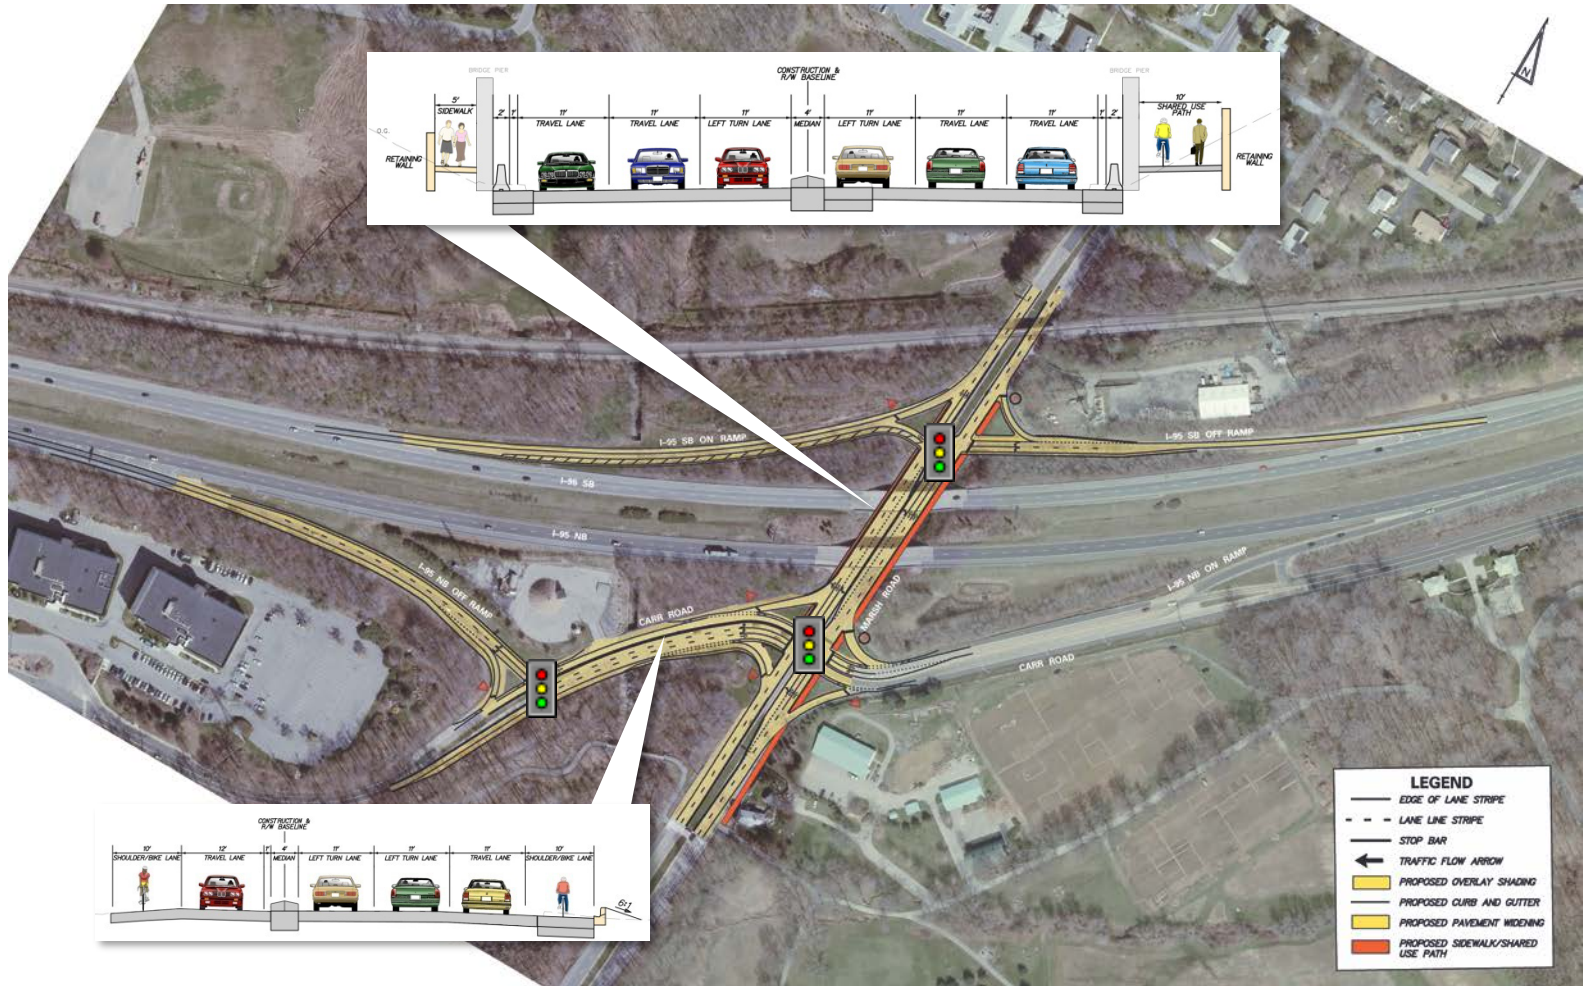 CONSTRUCTION &
R/W BASELINE
BRIDGE PIER
BRIDGE PIER
5'
SIDEWALK
2'
1'
11'
TRAVEL LANE
11'
TRAVEL LANE
11'
LEFT TURN LANE
4'
MEDIAN
11'
LEFT TURN LANE
11'
TRAVEL LANE
11'
TRAVEL LANE
1'
2'
10'
SHARED USE
PATH
O.G.
RETAINING
WALL
RETAINING
WALL
N
I-95 SB ON RAMP
I-95 SB OFF RAMP
I-95 SB
I-95 NB
I-95 NB OFF RAMP
CARR ROAD
MARSH ROAD
I-95 NB ON RAMP
CARR ROAD
CONSTRUCTION &
R/W BASELINE
10'
SHOULDER/BIKE LANE
12'
TRAVEL LANE
1'
4'
MEDIAN
11'
LEFT TURN LANE
11'
LEFT TURN LANE
11'
TRAVEL LANE
10'
SHOULDER/BIKE LANE
6:1
LEGEND
EDGE OF LANE STRIPE
LANE LINE STRIPE
STOP BAR
TRAFFIC FLOW ARROW
PROPOSED OVERLAY SHADING
PROPOSED CURB AND GUTTER
PROPOSED PAVEMENT WIDENING
PROPOSED SIDEWALK/SHARED
USE PATH